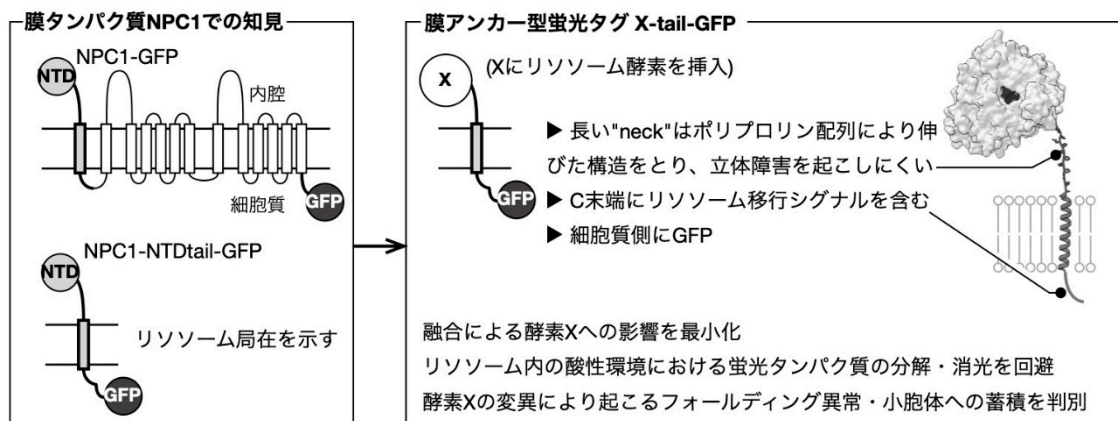 膜タンパク質NPC1での知見
NPC1-GFP
NTD
内腔
細胞質
GFP
NPC1-NTDtail-GFP
NTD
リソソーム局在を示す
GFP
膜アンカー型蛍光タグ X-tail-GFP
X
(Xにリソソーム酵素を挿入)
▶ 長い"neck"はポリプロリン配列により伸
びた構造をとり、立体障害を起こしにくい
▶ C末端にリソソーム移行シグナルを含む
▶ 細胞質側にGFP
GFP
融合による酵素Xへの影響を最小化
リソソーム内の酸性環境における蛍光タンパク質の分解・消光を回避
酵素Xの変異により起こるフォールディング異常・小胞体への蓄積を判別